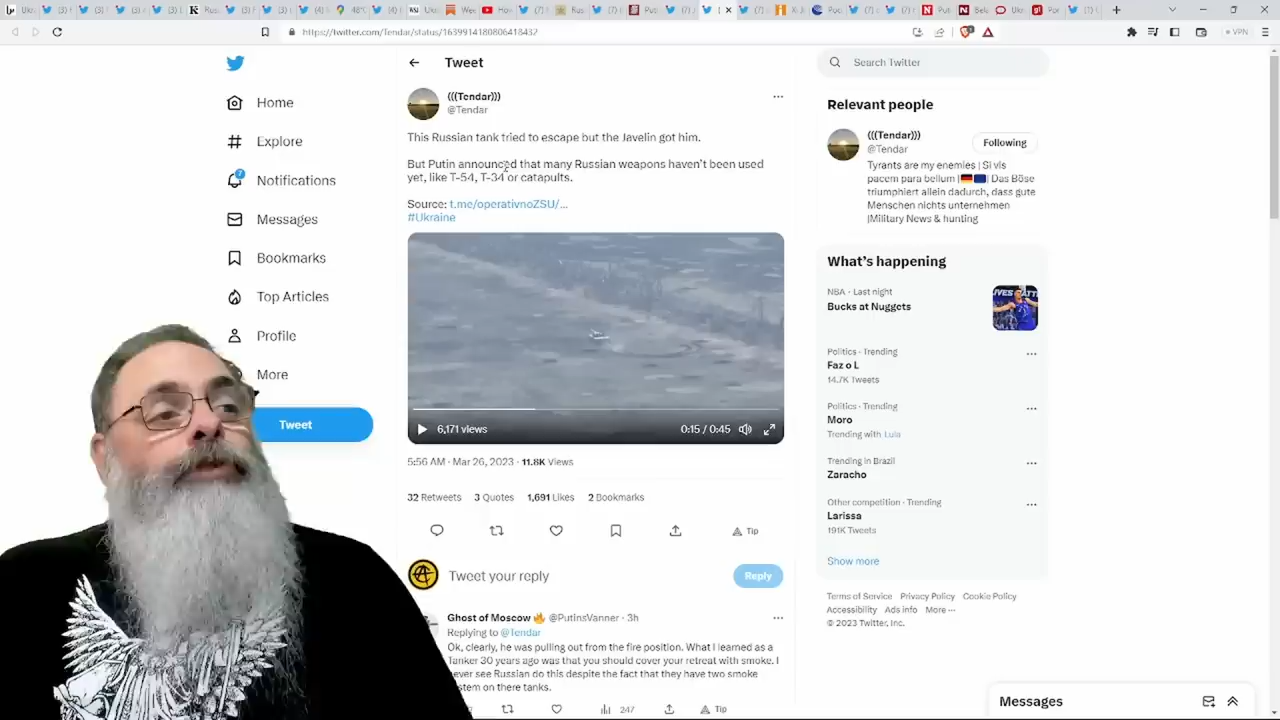 https://twitter.com/Tendar/status/1639914180806418432
VPN
Home
Explore
Notifications
Messages
Bookmarks
Top Articles
Profile
More
Tweet
Tweet
(((Tendar)))
@Tendar
This Russian tank tried to escape but the Javelin got him.
But Putin announced that many Russian weapons haven't been used
yet, like T-54, T-34 or catapults.
Source: t.me/operativnoZSU/...
#Ukraine
6,171 views
0:15 / 0:45
5:56 AM · Mar 26, 2023 · 11.8K Views
32 Retweets 3 Quotes 1,691 Likes 2 Bookmarks
Tip
Tweet your reply
Reply
Ghost of Moscow 🔥 @PutinsVanner · 3h
Replying to @Tendar
Ok, clearly, he was pulling out from the fire position. What I learned as a
Tanker 30 years ago was that you should cover your retreat with smoke. I
see Russian do this despite the fact that they have two smoke
on there tanks.
247
Tip
Search Twitter
Relevant people
(((Tendar)))
@Tendar
Following
Tyrants are my enemies | Si vis
pacem para bellum |🇩🇪🇪🇺| Das Böse
triumphiert allein dadurch, dass gute
Menschen nichts unternehmen
|Military News & hunting
What's happening
NBA · Last night
Bucks at Nuggets
Politics · Trending
Faz o L
14.7K Tweets
Politics · Trending
Moro
Trending with Lula
Trending in Brazil
Zaracho
Other competition · Trending
Larissa
191K Tweets
Show more
Terms of Service Privacy Policy Cookie Policy
Accessibility Ads info More ...
© 2023 Twitter, Inc.
Messages